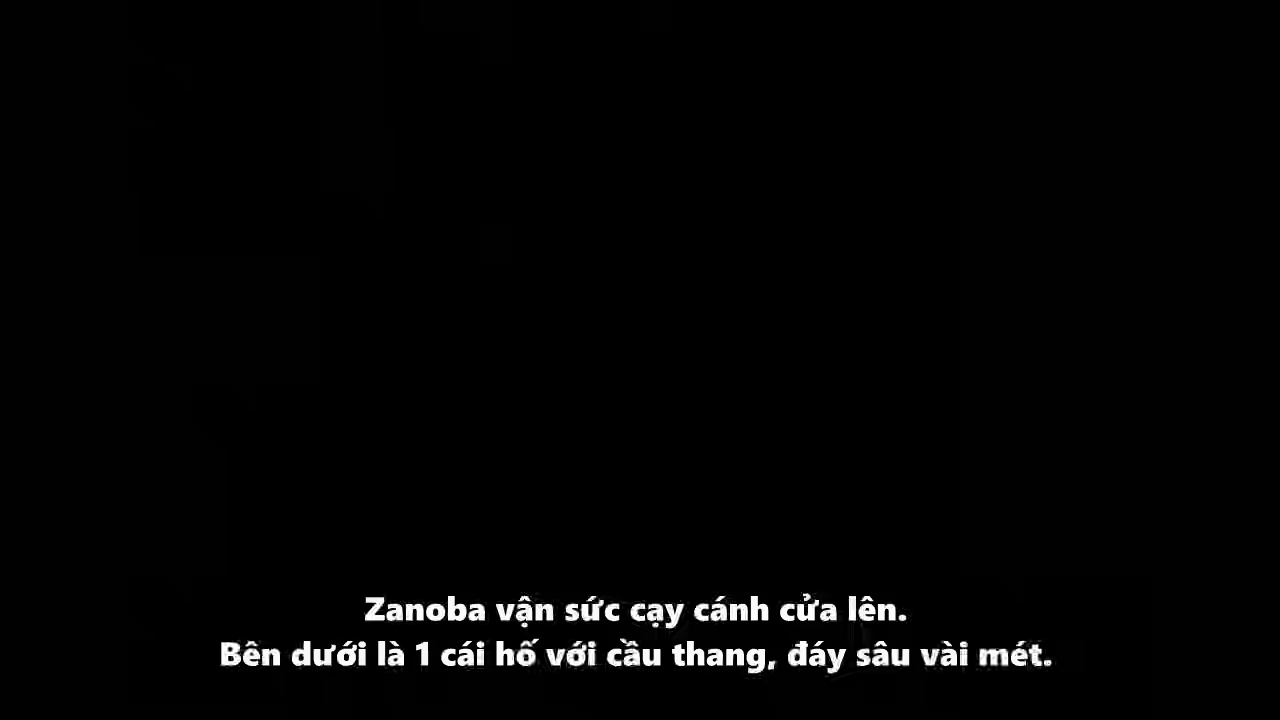 Zanoba vận sức cạy cánh cửa lên.
Bên dưới là 1 cái hố với cầu thang, đáy sâu vài mét.